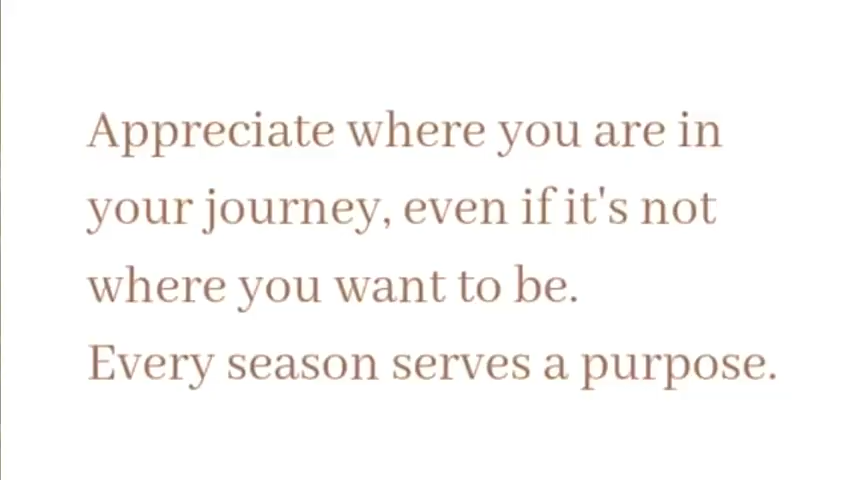 Appreciate where you are in
your journey, even if it's not
where you want to be.
Every season serves a purpose.